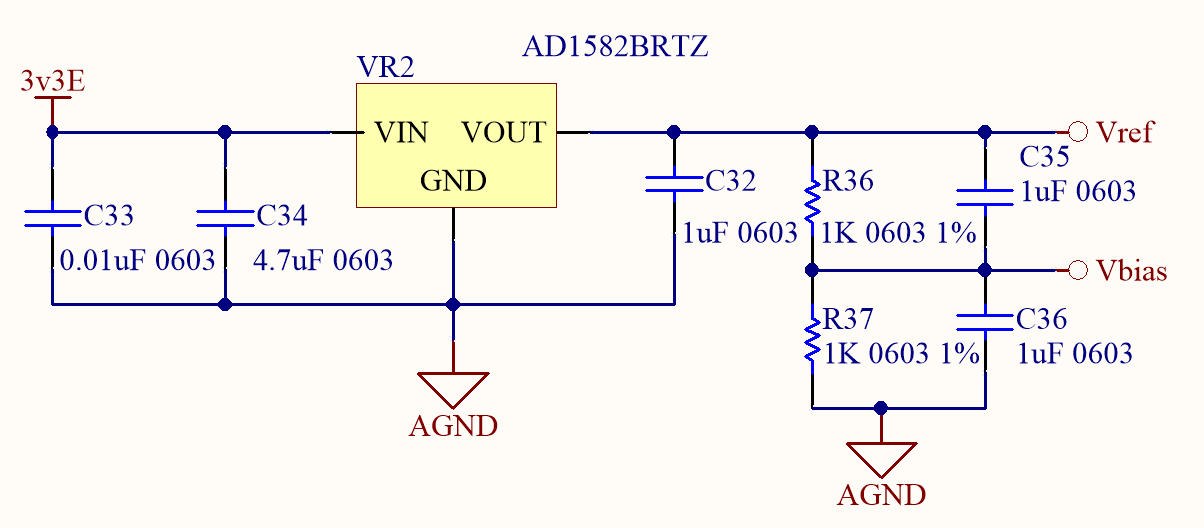 AD1582BRTZ
VR2
3v3E
VIN VOUT
GND
Vref
C35
1uF 0603
C33
0.01uF 0603
C34
4.7uF 0603
C32
1uF 0603
R36
1K 0603 1%
Vbias
R37
1K 0603 1%
C36
1uF 0603
AGND
AGND